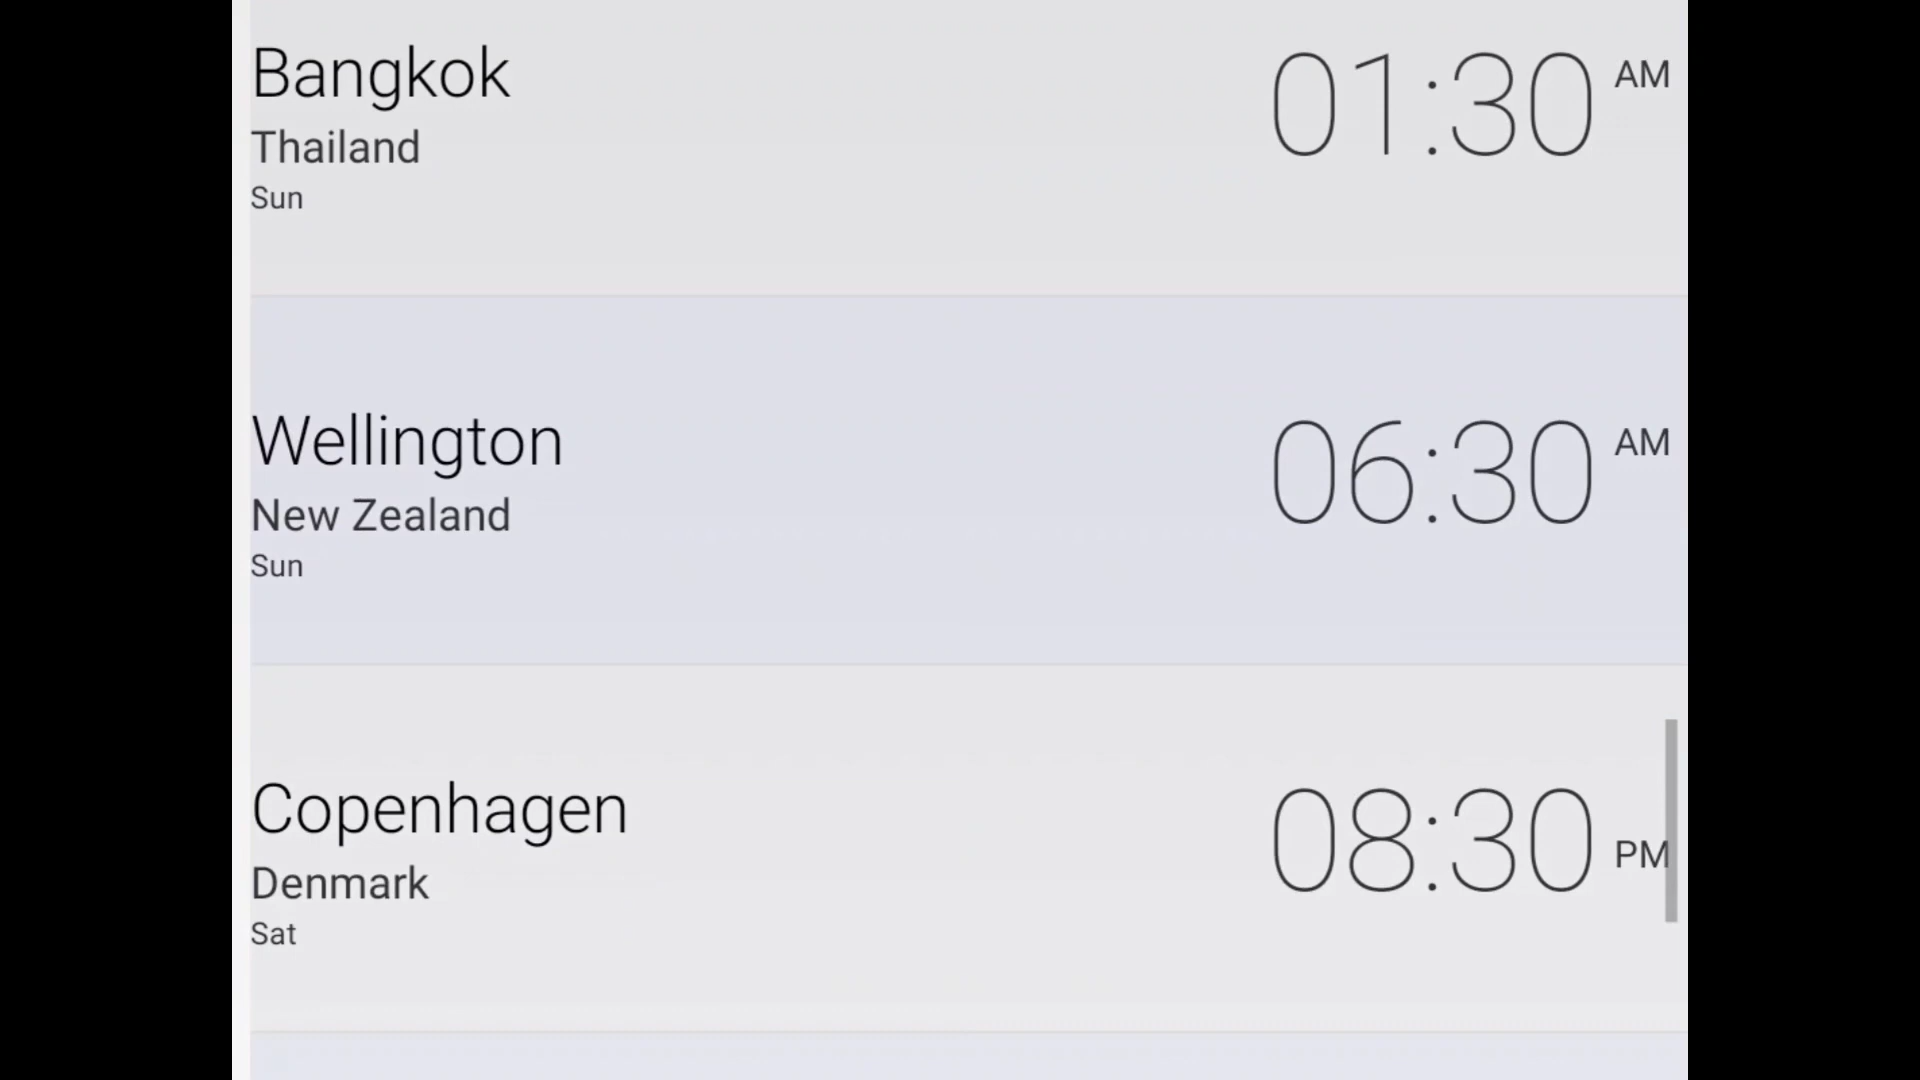 Bangkok
01:30 AM
Thailand
Sun
Wellington
06:30 AM
New Zealand
Sun
Copenhagen
08:30 PM
Denmark
Sat